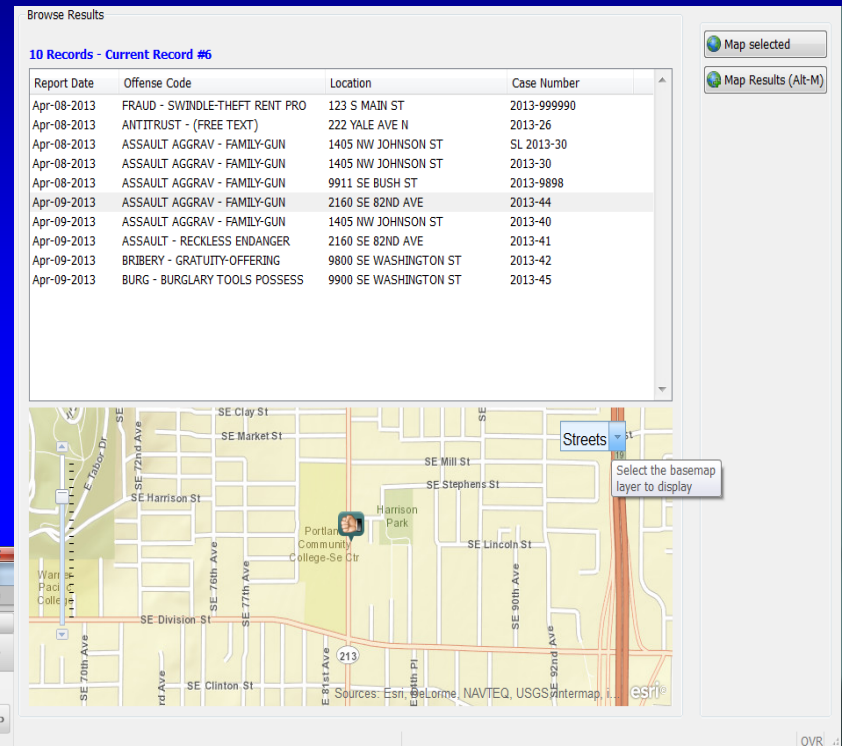 Browse Results
10 Records - Current Record #6
Map selected
Map Results (Alt-M)
Report Date Offense Code Location Case Number
Apr-08-2013 FRAUD - SWINDLE-THEFT RENT PRO 123 S MAIN ST 2013-999990
Apr-08-2013 ANTITRUST - (FREE TEXT) 222 YALE AVE N 2013-26
Apr-08-2013 ASSAULT AGGRAV - FAMILY-GUN 1405 NW JOHNSON ST SL 2013-30
Apr-08-2013 ASSAULT AGGRAV - FAMILY-GUN 1405 NW JOHNSON ST 2013-30
Apr-08-2013 ASSAULT AGGRAV - FAMILY-GUN 9911 SE BUSH ST 2013-9898
Apr-09-2013 ASSAULT AGGRAV - FAMILY-GUN 2160 SE 82ND AVE 2013-44
Apr-09-2013 ASSAULT AGGRAV - FAMILY-GUN 1405 NW JOHNSON ST 2013-40
Apr-09-2013 ASSAULT - RECKLESS ENDANGER 2160 SE 82ND AVE 2013-41
Apr-09-2013 BRIBERY - GRATUITY-OFFERING 9800 SE WASHINGTON ST 2013-42
Apr-09-2013 BURG - BURGLARY TOOLS POSSESS 9900 SE WASHINGTON ST 2013-45
SE Clay St
SE
SE
SE Market St
Streets
St
19
Select the basemap
layer to display
E. Tabor Dr
SE 72nd Ave
SE Mill St
SE Stephens St
SE Harrison St
Harrison
Park
Community
College-Se Ctr
SE Lincoln St
SE 76th Ave
SE 77th Ave
SE 90th Ave
SE Division St
213
SE 70th Ave
rd Ave
SE Clinton St
E 81st Ave
SE 92nd Ave
Sources: Esri, DeLorme, NAVTEQ, USGS, Intermap, i...
esri
OVR